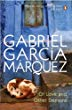 GABRIEL
GARCÍA
MÁRQUEZ
Of Love and
Other Demons